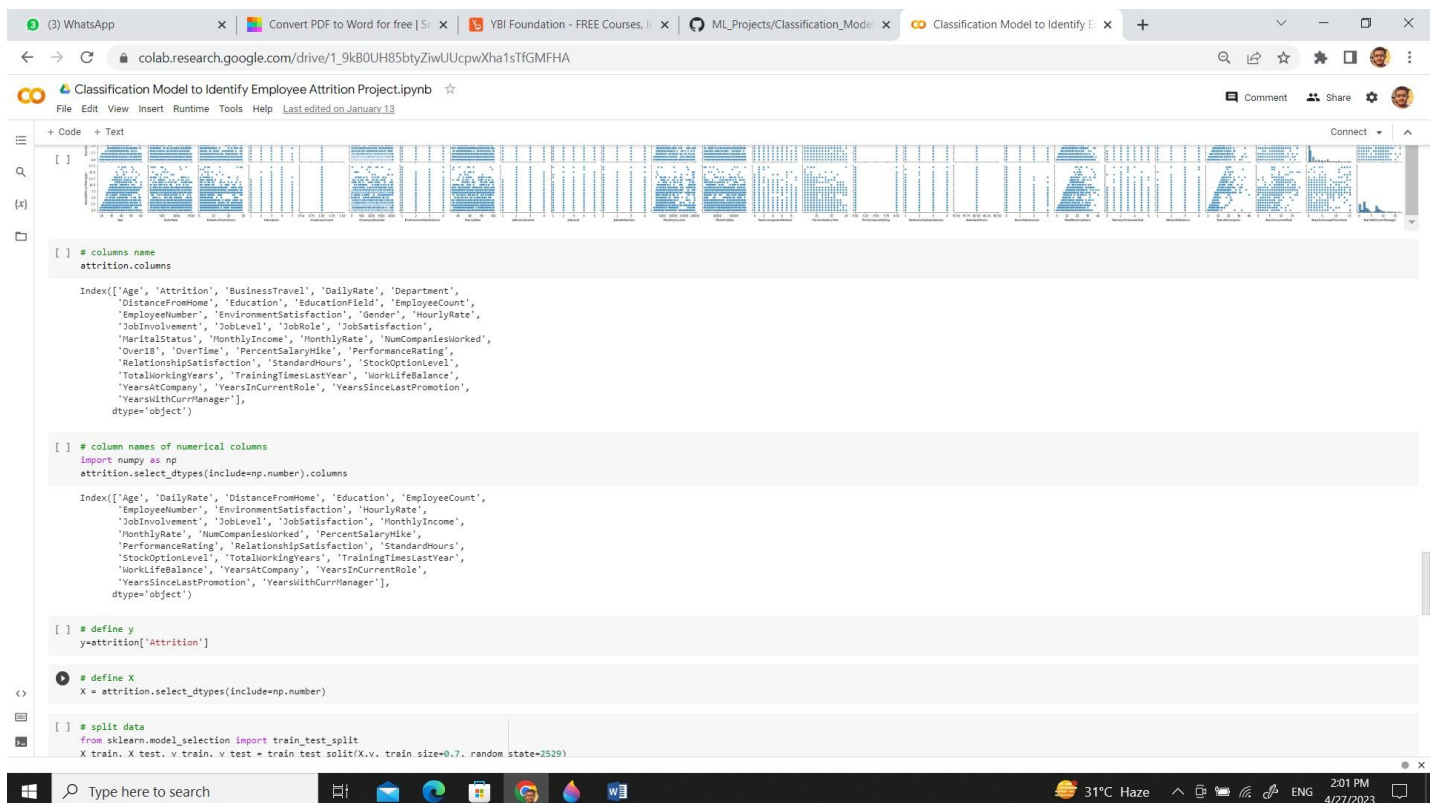 (3) WhatsApp
Convert PDF to Word for free | S
YBI Foundation - FREE Courses, I
ML_Projects/Classification_Mode
Classification Model to Identify E
colab.research.google.com/drive/1_9kB0UH85btyZiwUUcpwXha1sTfGMFHA
Classification Model to Identify Employee Attrition Project.ipynb
File Edit View Insert Runtime Tools Help Last edited on January 13
Comment Share
+ Code + Text
Connect
[ ]
[ ] # columns name
attrition.columns
Index(['Age', 'Attrition', 'BusinessTravel', 'DailyRate', 'Department',
'DistanceFromHome', 'Education', 'EducationField', 'EmployeeCount',
'EmployeeNumber', 'EnvironmentSatisfaction', 'Gender', 'HourlyRate',
'JobInvolvement', 'JobLevel', 'JobRole', 'JobSatisfaction',
'MaritalStatus', 'MonthlyIncome', 'MonthlyRate', 'NumCompaniesWorked',
'Over18', 'OverTime', 'PercentSalaryHike', 'PerformanceRating',
'RelationshipSatisfaction', 'StandardHours', 'StockOptionLevel',
'TotalWorkingYears', 'TrainingTimesLastYear', 'WorkLifeBalance',
'YearsAtCompany', 'YearsInCurrentRole', 'YearsSinceLastPromotion',
'YearsWithCurrManager'],
dtype='object')
[ ] # column names of numerical columns
import numpy as np
attrition.select_dtypes(include=np.number).columns
Index(['Age', 'DailyRate', 'DistanceFromHome', 'Education', 'EmployeeCount',
'EmployeeNumber', 'EnvironmentSatisfaction', 'HourlyRate',
'JobInvolvement', 'JobLevel', 'JobSatisfaction', 'MonthlyIncome',
'MonthlyRate', 'NumCompaniesWorked', 'PercentSalaryHike',
'PerformanceRating', 'RelationshipSatisfaction', 'StandardHours',
'StockOptionLevel', 'TotalWorkingYears', 'TrainingTimesLastYear',
'WorkLifeBalance', 'YearsAtCompany', 'YearsInCurrentRole',
'YearsSinceLastPromotion', 'YearsWithCurrManager'],
dtype='object')
[ ] # define y
y=attrition['Attrition']
# define X
X = attrition.select_dtypes(include=np.number)
[ ] # split data
from sklearn.model_selection import train_test_split
X_train, X_test, y_train, y_test = train_test_split(X,y, train_size=0.7, random_state=2529)
Type here to search
31°C Haze
ENG
2:01 PM
4/27/2023